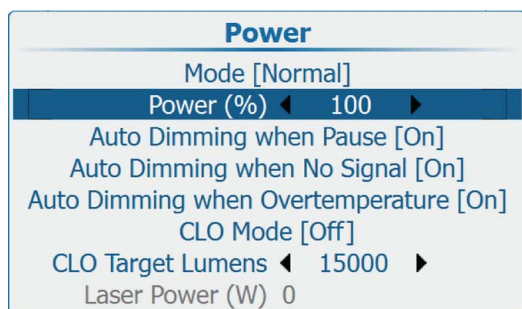 Power
Mode [Normal]
Power (%) 100
Auto Dimming when Pause [On]
Auto Dimming when No Signal [On]
Auto Dimming when Overtemperature [On]
CLO Mode [Off]
CLO Target Lumens 15000
Laser Power (W) 0